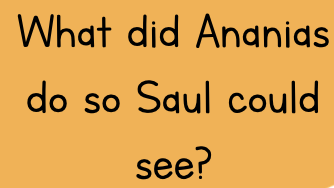 What did Ananias
do so Saul could
see?